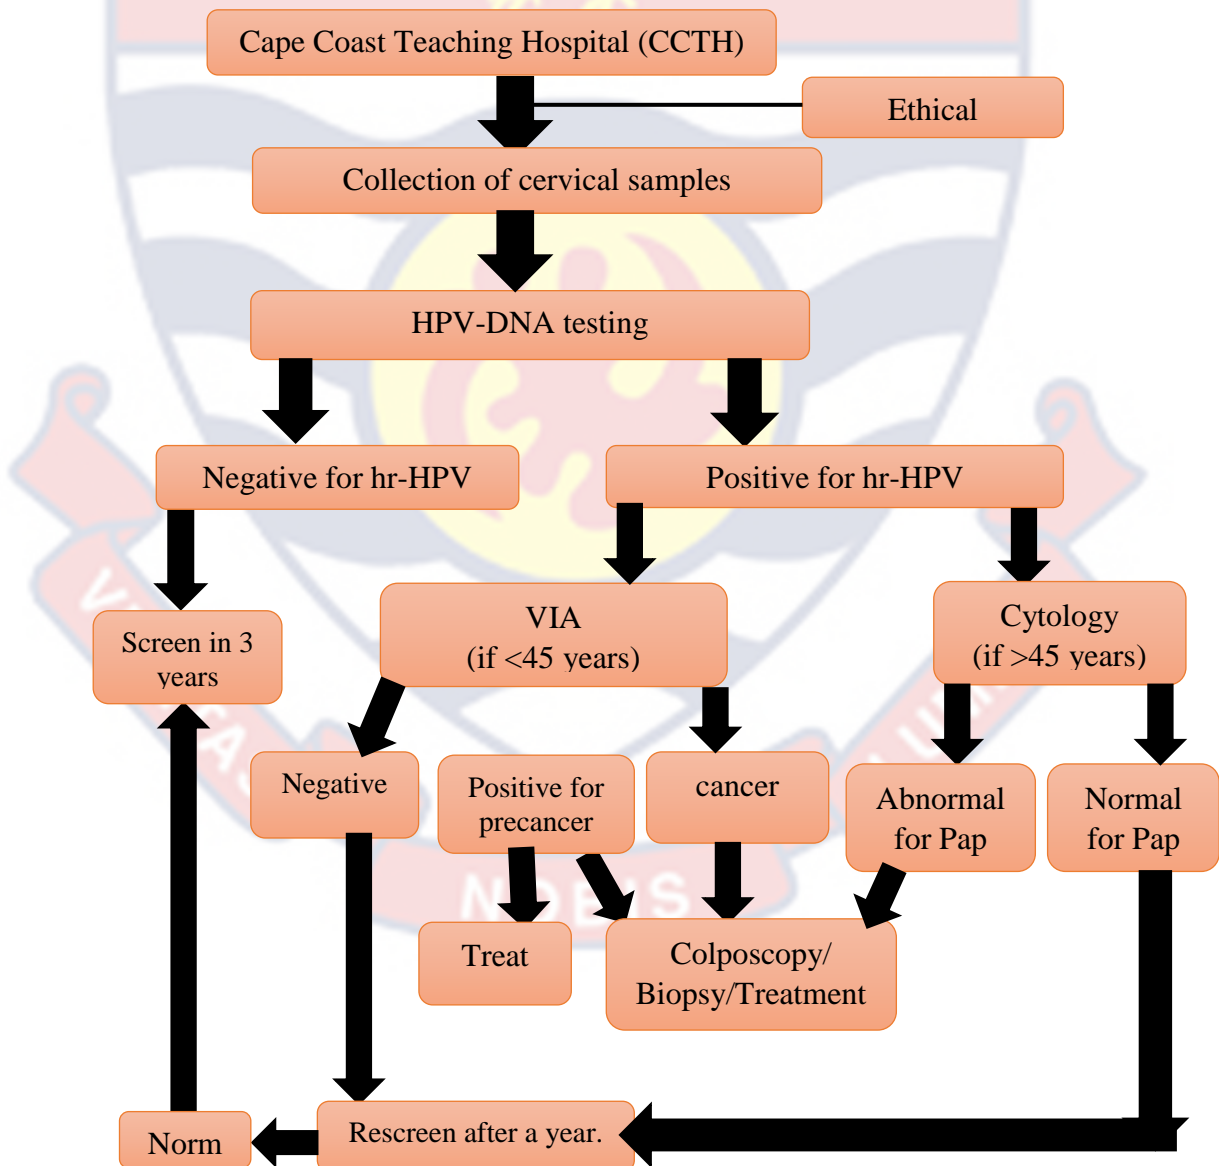 Cape Coast Teaching Hospital (CCTH)
Ethical
Collection of cervical samples
HPV-DNA testing
Negative for hr-HPV
Positive for hr-HPV
Screen in 3
years
VIA
(if <45 years)
Cytology
(if >45 years)
Negative
Positive for
precancer
cancer
Abnormal
for Pap
Normal
for Pap
Treat
Colposcopy/
Biopsy/Treatment
Norm
Rescreen after a year.
NOBIS